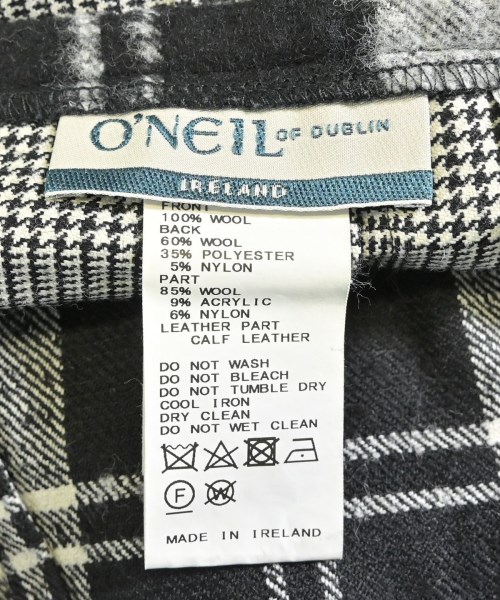 O'NEIL OF DUBLIN
IRELAND
FRONT
100% WOOL
BACK
60% WOOL
35% POLYESTER
5% NYLON
PART
85% WOOL
9% ACRYLIC
6% NYLON
LEATHER PART
CALF LEATHER
DO NOT WASH
DO NOT BLEACH
DO NOT TUMBLE DRY
COOL IRON
DRY CLEAN
DO NOT WET CLEAN
F W
MADE IN IRELAND